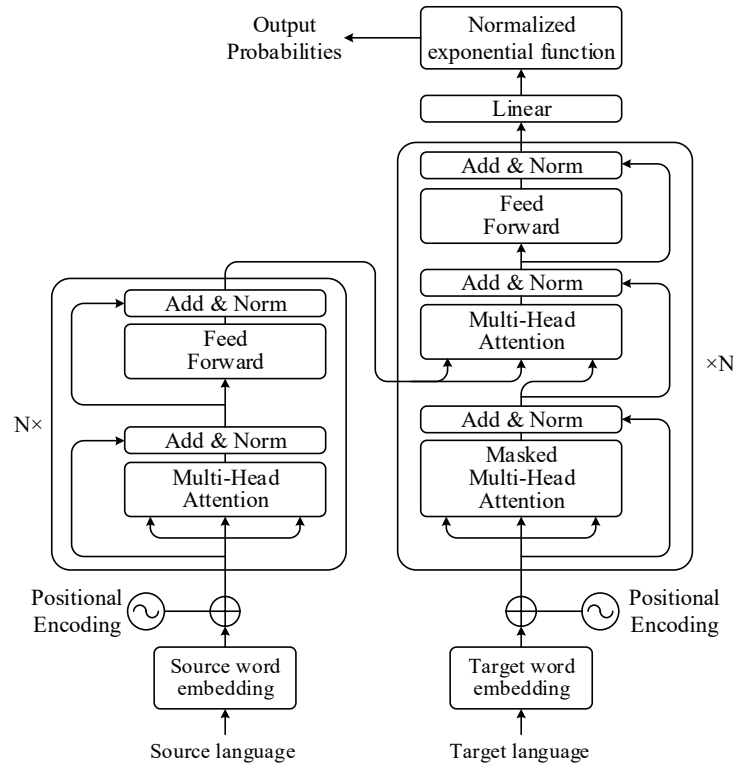 Output
Probabilities
Normalized
exponential function
Linear
Add & Norm
Feed
Forward
Add & Norm
Multi-Head
Attention
×N
Add & Norm
Masked
Multi-Head
Attention
Add & Norm
Feed
Forward
N×
Add & Norm
Multi-Head
Attention
Positional
Encoding
Positional
Encoding
Source word
embedding
Target word
embedding
Source language
Target language